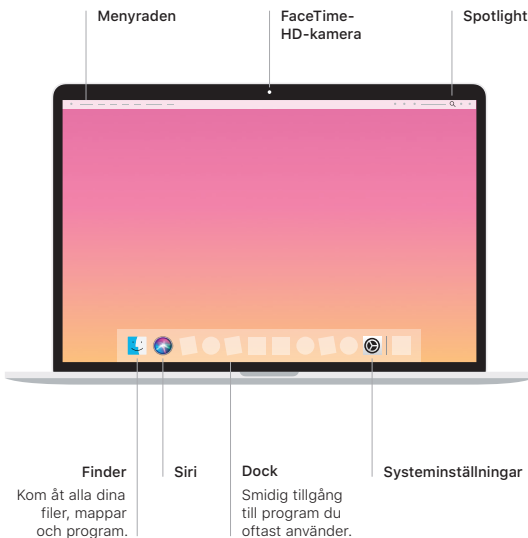 Menyraden
FaceTime-
HD-kamera
Spotlight
Finder
Kom åt alla dina
filer, mappar
och program.
Siri
Dock
Smidig tillgång
till program du
oftast använder.
Systeminställningar